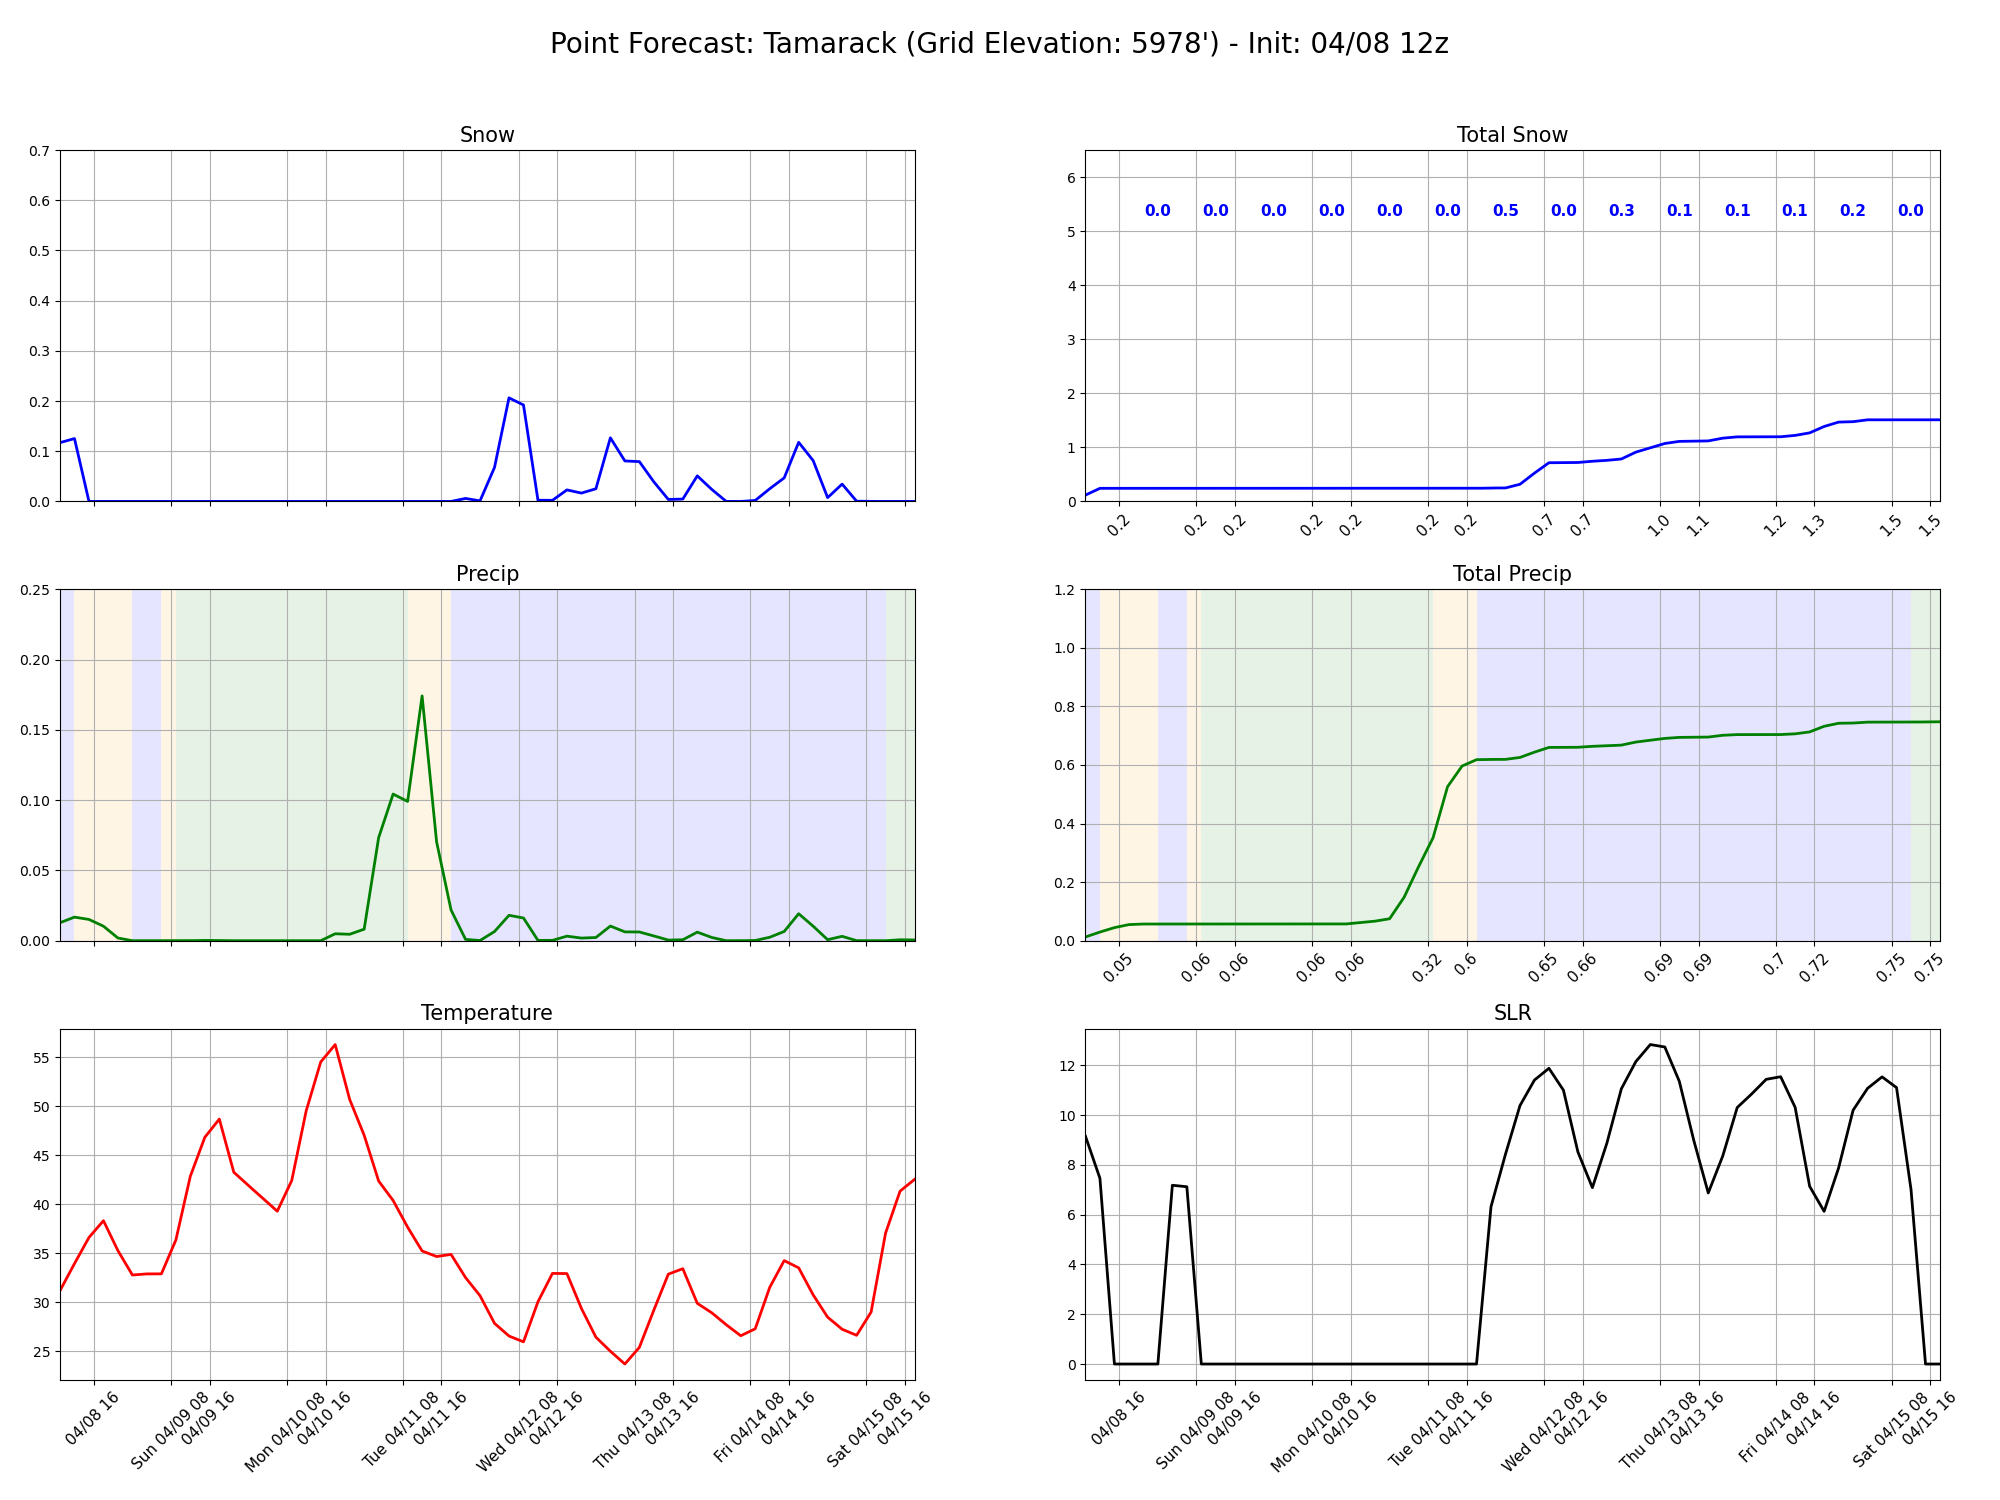 Point Forecast: Tamarack (Grid Elevation: 5978') - Init: 04/08 12z
Snow
0.7
0.6
0.5
0.4
0.3
0.2
0.1
0.0
Total Snow
6
5
4
3
2
1
0
0.0 0.0 0.0 0.0 0.0 0.0 0.5 0.0 0.3 0.1 0.1 0.1 0.2 0.0
0.2 0.2 0.2 0.2 0.2 0.2 0.2 0.7 0.7 1.0 1.1 1.2 1.3 1.5 1.5
Precip
0.25
0.20
0.15
0.10
0.05
0.00
Total Precip
1.2
1.0
0.8
0.6
0.4
0.2
0.0
0.05 0.06 0.06 0.06 0.06 0.32 0.6 0.65 0.66 0.69 0.69 0.7 0.72 0.75 0.75
Temperature
55
50
45
40
35
30
25
04/08 16
Sun 04/09 08
04/09 16
Mon 04/10 08
04/10 16
Tue 04/11 08
04/11 16
Wed 04/12 08
04/12 16
Thu 04/13 08
04/13 16
Fri 04/14 08
04/14 16
Sat 04/15 08
04/15 16
SLR
12
10
8
6
4
2
0
04/08 16
Sun 04/09 08
04/09 16
Mon 04/10 08
04/10 16
Tue 04/11 08
04/11 16
Wed 04/12 08
04/12 16
Thu 04/13 08
04/13 16
Fri 04/14 08
04/14 16
Sat 04/15 08
04/15 16